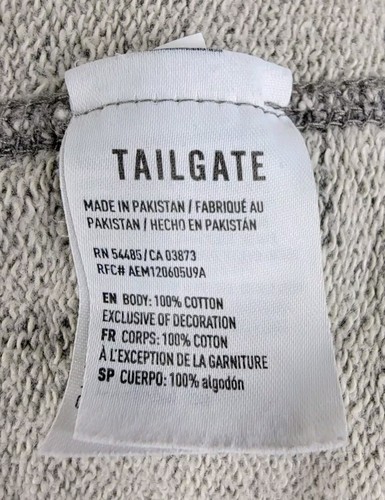 TAILGATE
MADE IN PAKISTAN / FABRIQUÉ AU
PAKISTAN / HECHO EN PAKISTÁN
RN 54485/CA 03873
RFC# AEM120605U9A
EN BODY: 100% COTTON
EXCLUSIVE OF DECORATION
FR CORPS: 100% COTON
À L'EXCEPTION DE LA GARNITURE
SP CUERPO: 100% algodón